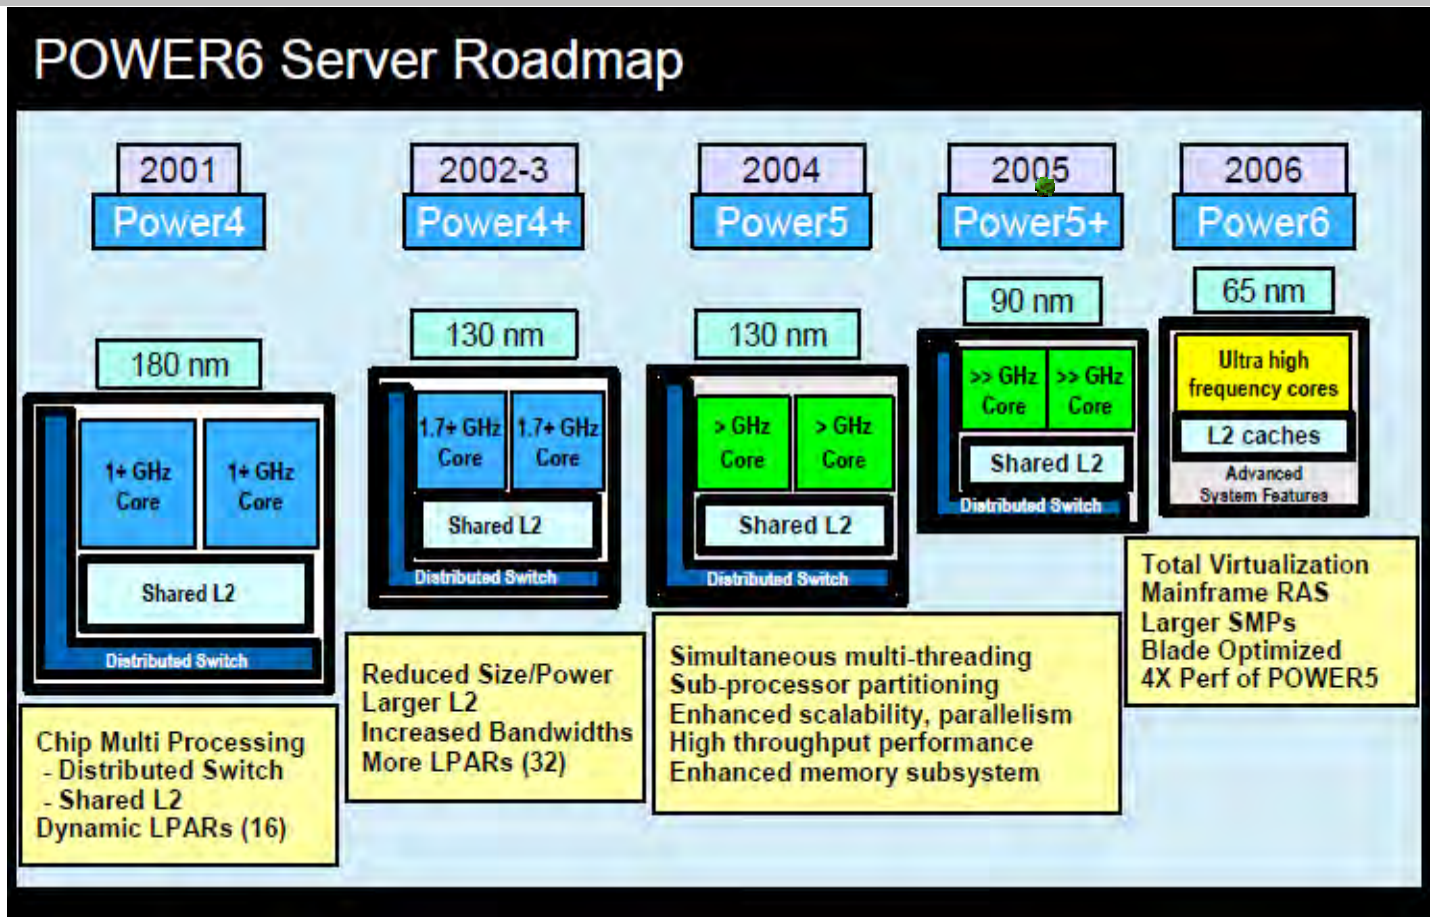 POWER6 Server Roadmap
2001
Power4
180 nm
1+ GHz
Core
1+ GHz
Core
Shared L2
Distributed Switch
Chip Multi Processing
- Distributed Switch
- Shared L2
Dynamic LPARs (16)
2002-3
Power4+
130 nm
1.7+ GHz
Core
1.7+ GHz
Core
Shared L2
Distributed Switch
Reduced Size/Power
Larger L2
Increased Bandwidths
More LPARs (32)
2004
Power5
130 nm
> GHz
Core
> GHz
Core
Shared L2
Distributed Switch
2005
Power5+
90 nm
>> GHz
Core
>> GHz
Core
Shared L2
Distributed Switch
Simultaneous multi-threading
Sub-processor partitioning
Enhanced scalability, parallelism
High throughput performance
Enhanced memory subsystem
2006
Power6
65 nm
Ultra high
frequency cores
L2 caches
Advanced
System Features
Total Virtualization
Mainframe RAS
Larger SMPs
Blade Optimized
4X Perf of POWER5